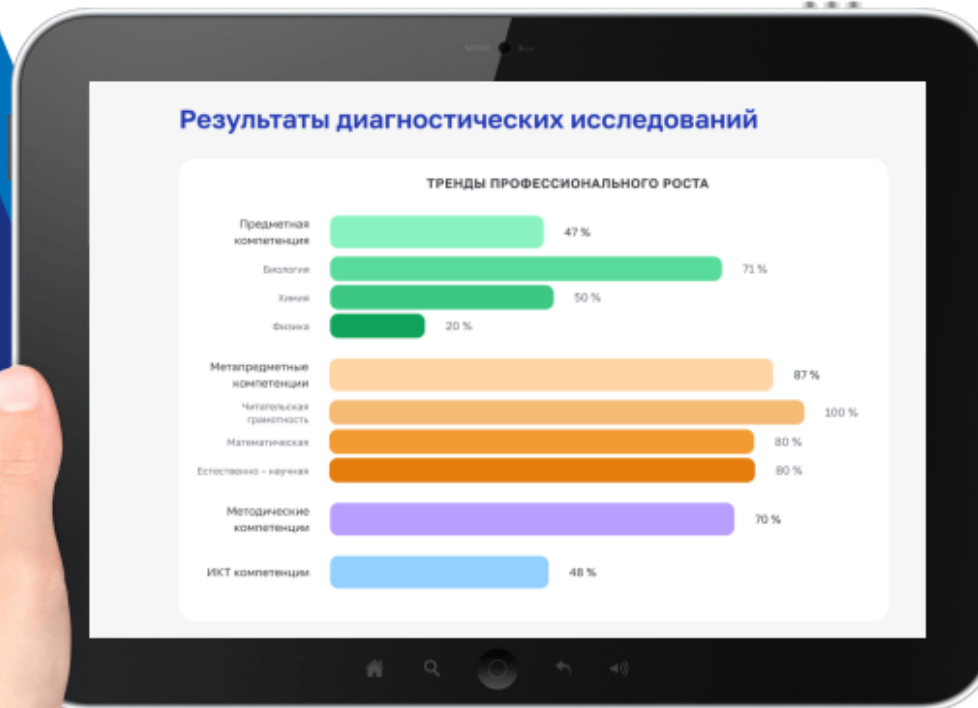 Результаты диагностических исследований
ТРЕНДЫ ПРОФЕССИОНАЛЬНОГО РОСТА
Предметная
компетенция
47 %
Биология
71 %
Химия
50 %
Физика
20 %
Метапредметные
компетенции
87 %
Читательская
грамотность
100 %
Математическая
80 %
Естественно – научная
80 %
Методические
компетенции
70 %
ИКТ компетенции
48 %